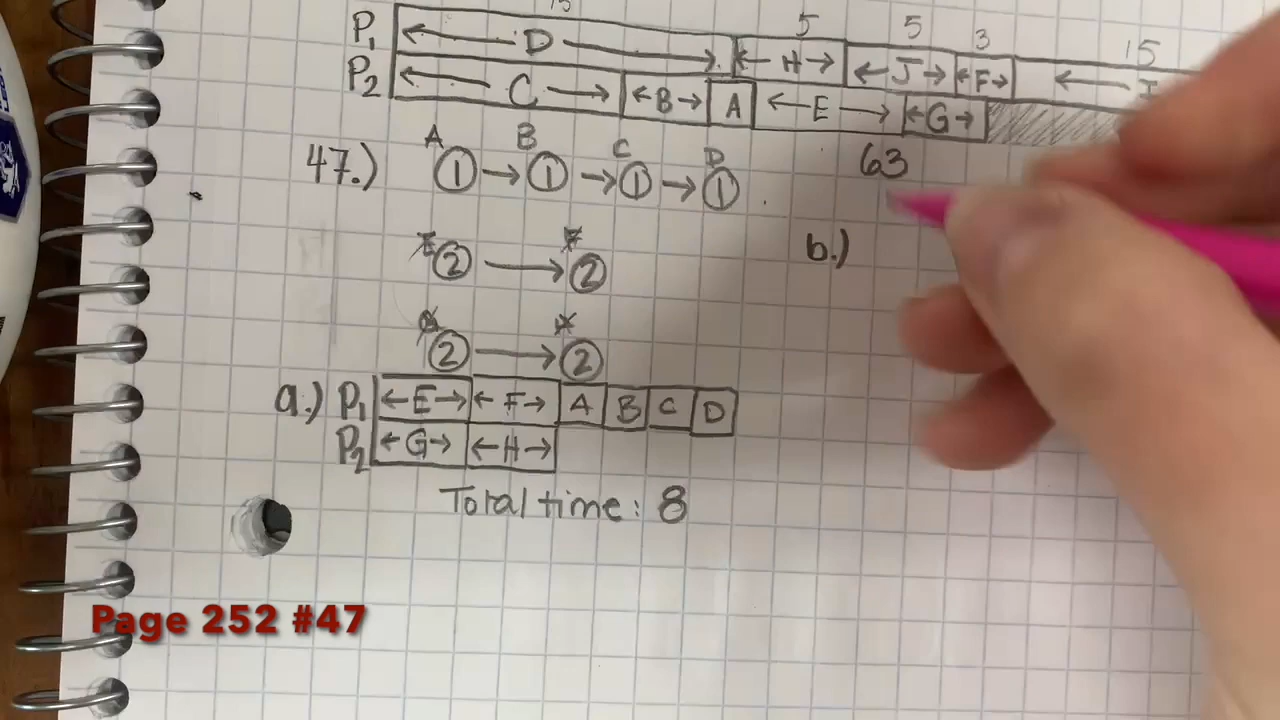 5 5 3 15
P1 D H J F I
P2 C B A E G
63
A B C D
47.) 1 → 1 → 1 → 1
E F
2 → 2
b.)
G H
2 → 2
a.) P1 ←E→ ←F→ A B C D
P2 ←G→ ←H→
Total time: 8
Page 252 #47